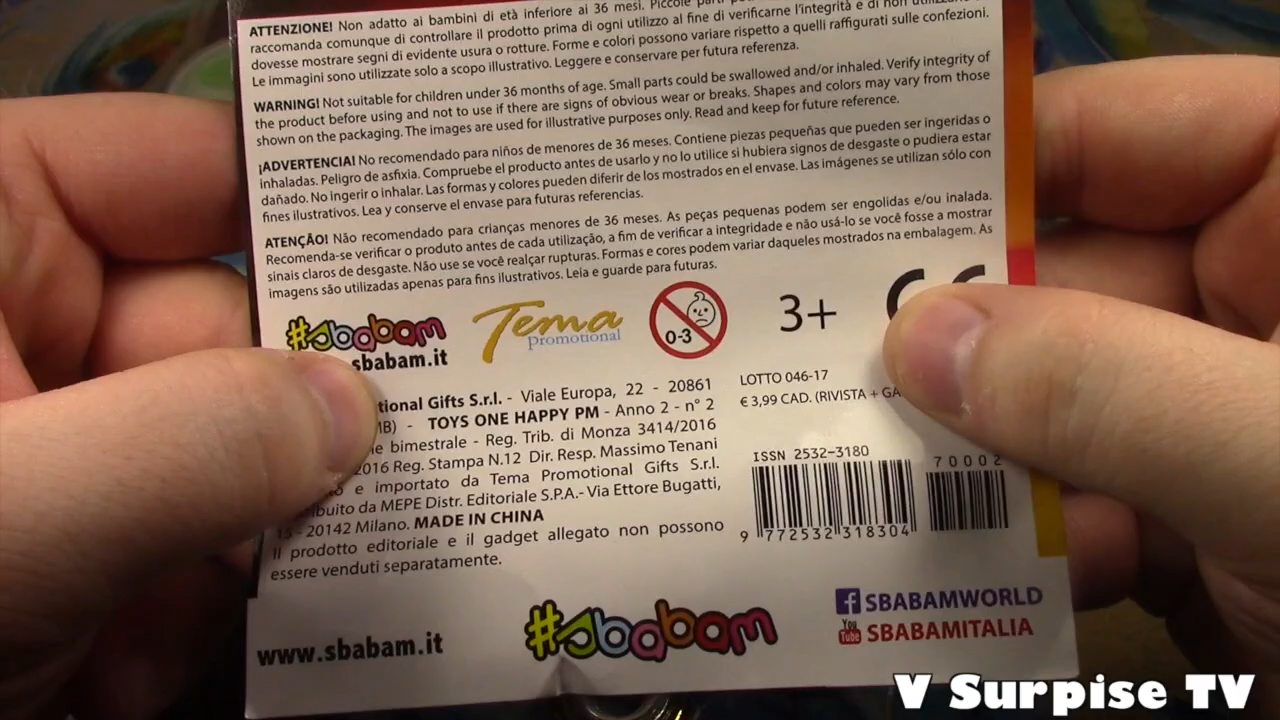 ATTENZIONE! Non adatto ai bambini di età inferiore ai 36 mesi. Piccole
raccomanda comunque di controllare il prodotto prima di ogni utilizzo al fine di verificarne l'integrità e di non
dovesse mostrare segni di evidente usura o rotture. Forme e colori possono variare rispetto a quelli raffigurati sulle confezioni.
Le immagini sono utilizzate solo a scopo illustrativo. Leggere e conservare per futura referenza.
WARNING! Not suitable for children under 36 months of age. Small parts could be swallowed and/or inhaled. Verify integrity of
the product before using and not to use if there are signs of obvious wear or breaks. Shapes and colors may vary from those
shown on the packaging. The images are used for illustrative purposes only. Read and keep for future reference.
¡ADVERTENCIA! No recomendado para niños de menores de 36 meses. Contiene piezas pequeñas que pueden ser ingeridas o
inhaladas. Peligro de asfixia. Compruebe el producto antes de usarlo y no lo utilice si hubiera signos de desgaste o pudiera estar
dañado. No ingerir o inhalar. Las formas y colores pueden diferir de los mostrados en el envase. Las imágenes se utilizan sólo con
fines ilustrativos. Lea y conserve el envase para futuras referencias.
ATENÇÃO! Não recomendado para crianças menores de 36 meses. As peças pequenas podem ser engolidas e/ou inalada.
Recomenda-se verificar o produto antes de cada utilização, a fim de verificar a integridade e não usá-lo se você fosse a mostrar
sinais claros de desgaste. Não use se você realçar rupturas. Formas e cores podem variar daqueles mostrados na embalagem. As
imagens são utilizadas apenas para fins ilustrativos. Leia e guarde para futuras.
#sbabam
sbabam.it
Tema
Promotional
0-3
3+
CE
tional Gifts S.r.l. - Viale Europa, 22 - 20861
MB) - TOYS ONE HAPPY PM - Anno 2 - n° 2
bimestrale - Reg. Trib. di Monza 3414/2016
2016 Reg. Stampa N.12 Dir. Resp. Massimo Tenani
e importato da Tema Promotional Gifts S.r.l.
ibuito da MEPE Distr. Editoriale S.P.A.- Via Ettore Bugatti,
15 - 20142 Milano. MADE IN CHINA
Il prodotto editoriale e il gadget allegato non possono
essere venduti separatamente.
LOTTO 046-17
€ 3,99 CAD. (RIVISTA + GA
ISSN 2532-3180
70002
9 772532 318304
www.sbabam.it
#sbabam
f SBABAMWORLD
You Tube SBABAMITALIA
V Surpise TV